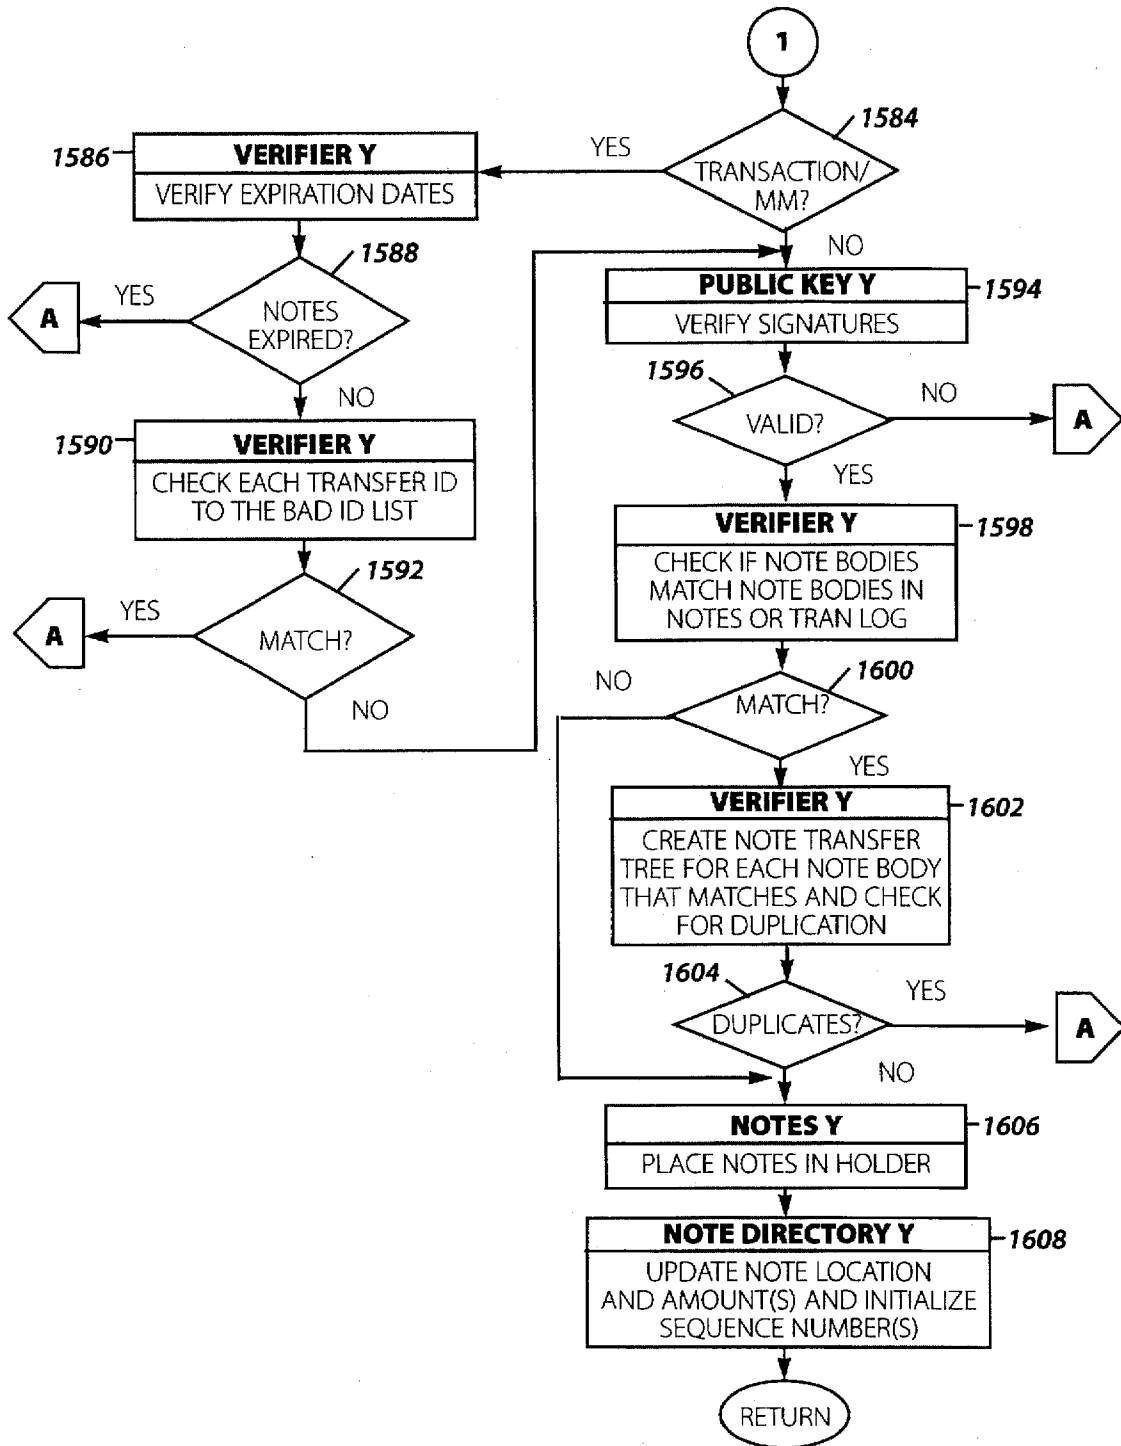 1
1584
TRANSACTION/
MM?
YES
NO
1586
VERIFIER Y
VERIFY EXPIRATION DATES
1588
NOTES
EXPIRED?
YES
A
NO
1590
VERIFIER Y
CHECK EACH TRANSFER ID
TO THE BAD ID LIST
1592
MATCH?
YES
A
NO
PUBLIC KEY Y
1594
VERIFY SIGNATURES
1596
VALID?
NO
A
YES
VERIFIER Y
1598
CHECK IF NOTE BODIES
MATCH NOTE BODIES IN
NOTES OR TRAN LOG
1600
MATCH?
NO
YES
VERIFIER Y
1602
CREATE NOTE TRANSFER
TREE FOR EACH NOTE BODY
THAT MATCHES AND CHECK
FOR DUPLICATION
1604
DUPLICATES?
YES
A
NO
NOTES Y
1606
PLACE NOTES IN HOLDER
NOTE DIRECTORY Y
1608
UPDATE NOTE LOCATION
AND AMOUNT(S) AND INITIALIZE
SEQUENCE NUMBER(S)
RETURN